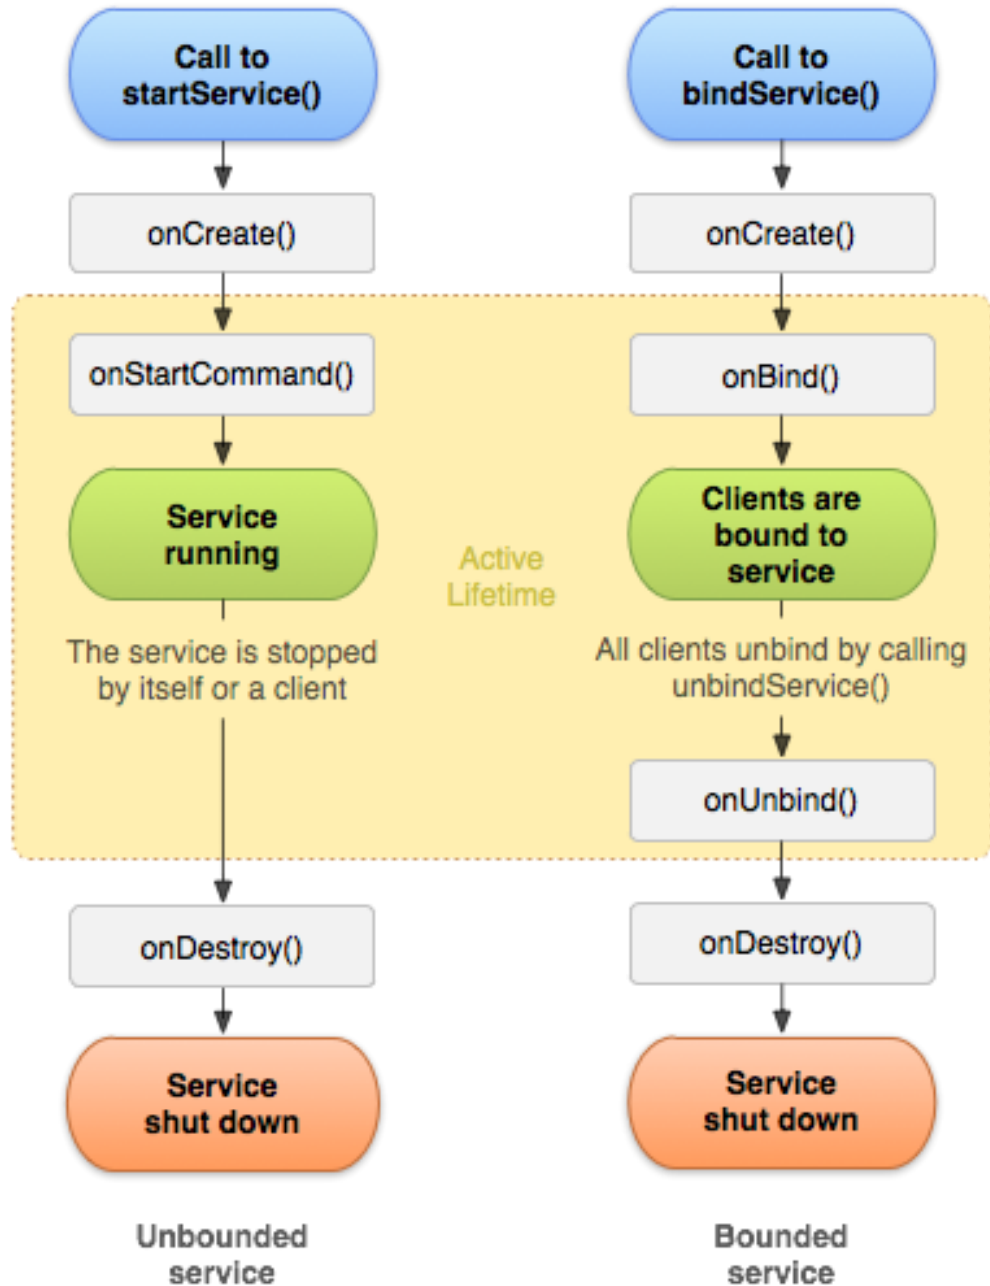 Call to
startService()
onCreate()
onStartCommand()
Service
running
The service is stopped
by itself or a client
onDestroy()
Service
shut down
Unbounded
service
Active
Lifetime
Call to
bindService()
onCreate()
onBind()
Clients are
bound to
service
All clients unbind by calling
unbindService()
onUnbind()
onDestroy()
Service
shut down
Bounded
service